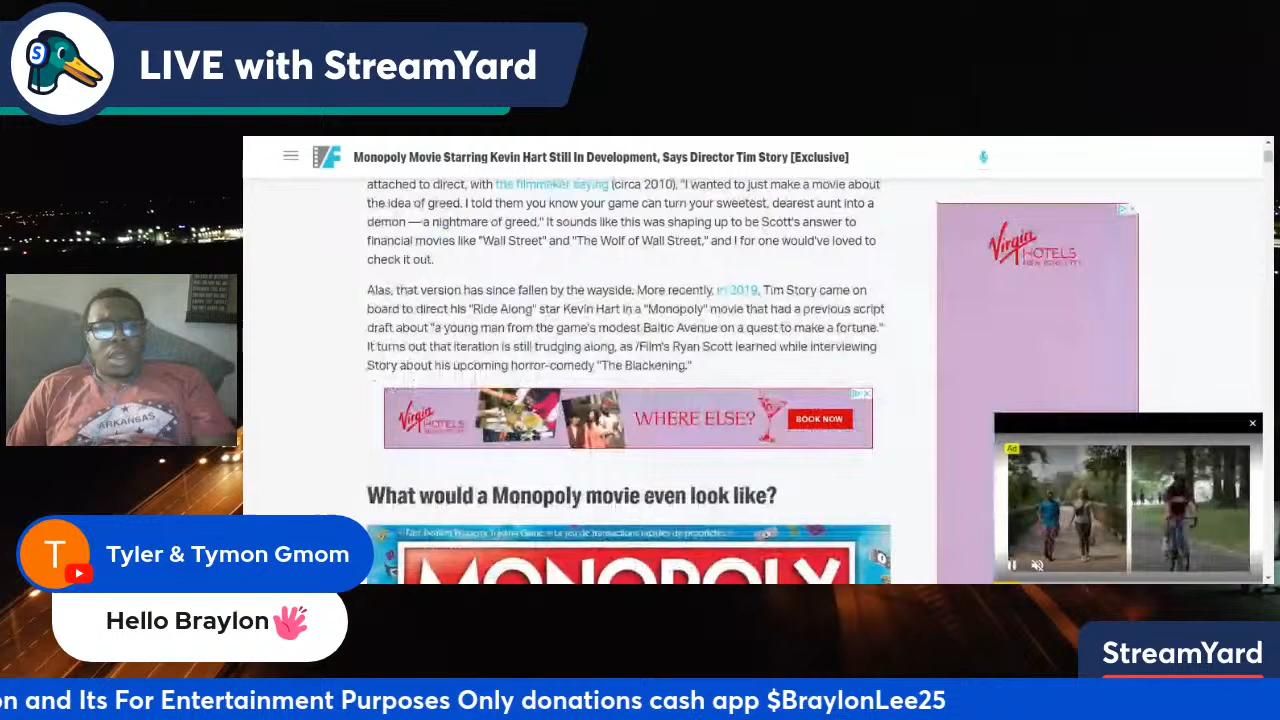 LIVE with StreamYard
Monopoly Movie Starring Kevin Hart Still In Development, Says Director Tim Story [Exclusive]
attached to direct, with the filmmaker saying (circa 2010), "I wanted to just make a movie about
the idea of greed. I told them you know your game can turn your sweetest, dearest aunt into a
demon —a nightmare of greed." It sounds like this was shaping up to be Scott's answer to
financial movies like "Wall Street" and "The Wolf of Wall Street," and I for one would've loved to
check it out.
Alas, that version has since fallen by the wayside. More recently, in 2019, Tim Story came on
board to direct his "Ride Along" star Kevin Hart in a "Monopoly" movie that had a previous script
draft about "a young man from the game's modest Baltic Avenue on a quest to make a fortune."
It turns out that iteration is still trudging along, as /Film's Ryan Scott learned while interviewing
Story about his upcoming horror-comedy "The Blackening."
Virgin
HOTELS
Virgin
HOTELS
WHERE ELSE?
BOOK NOW
Ad
What would a Monopoly movie even look like?
MONOPOLY
ARKANSAS
T
Tyler & Tymon Gmom
Hello Braylon
StreamYard
on and Its For Entertainment Purposes Only donations cash app $BraylonLee25